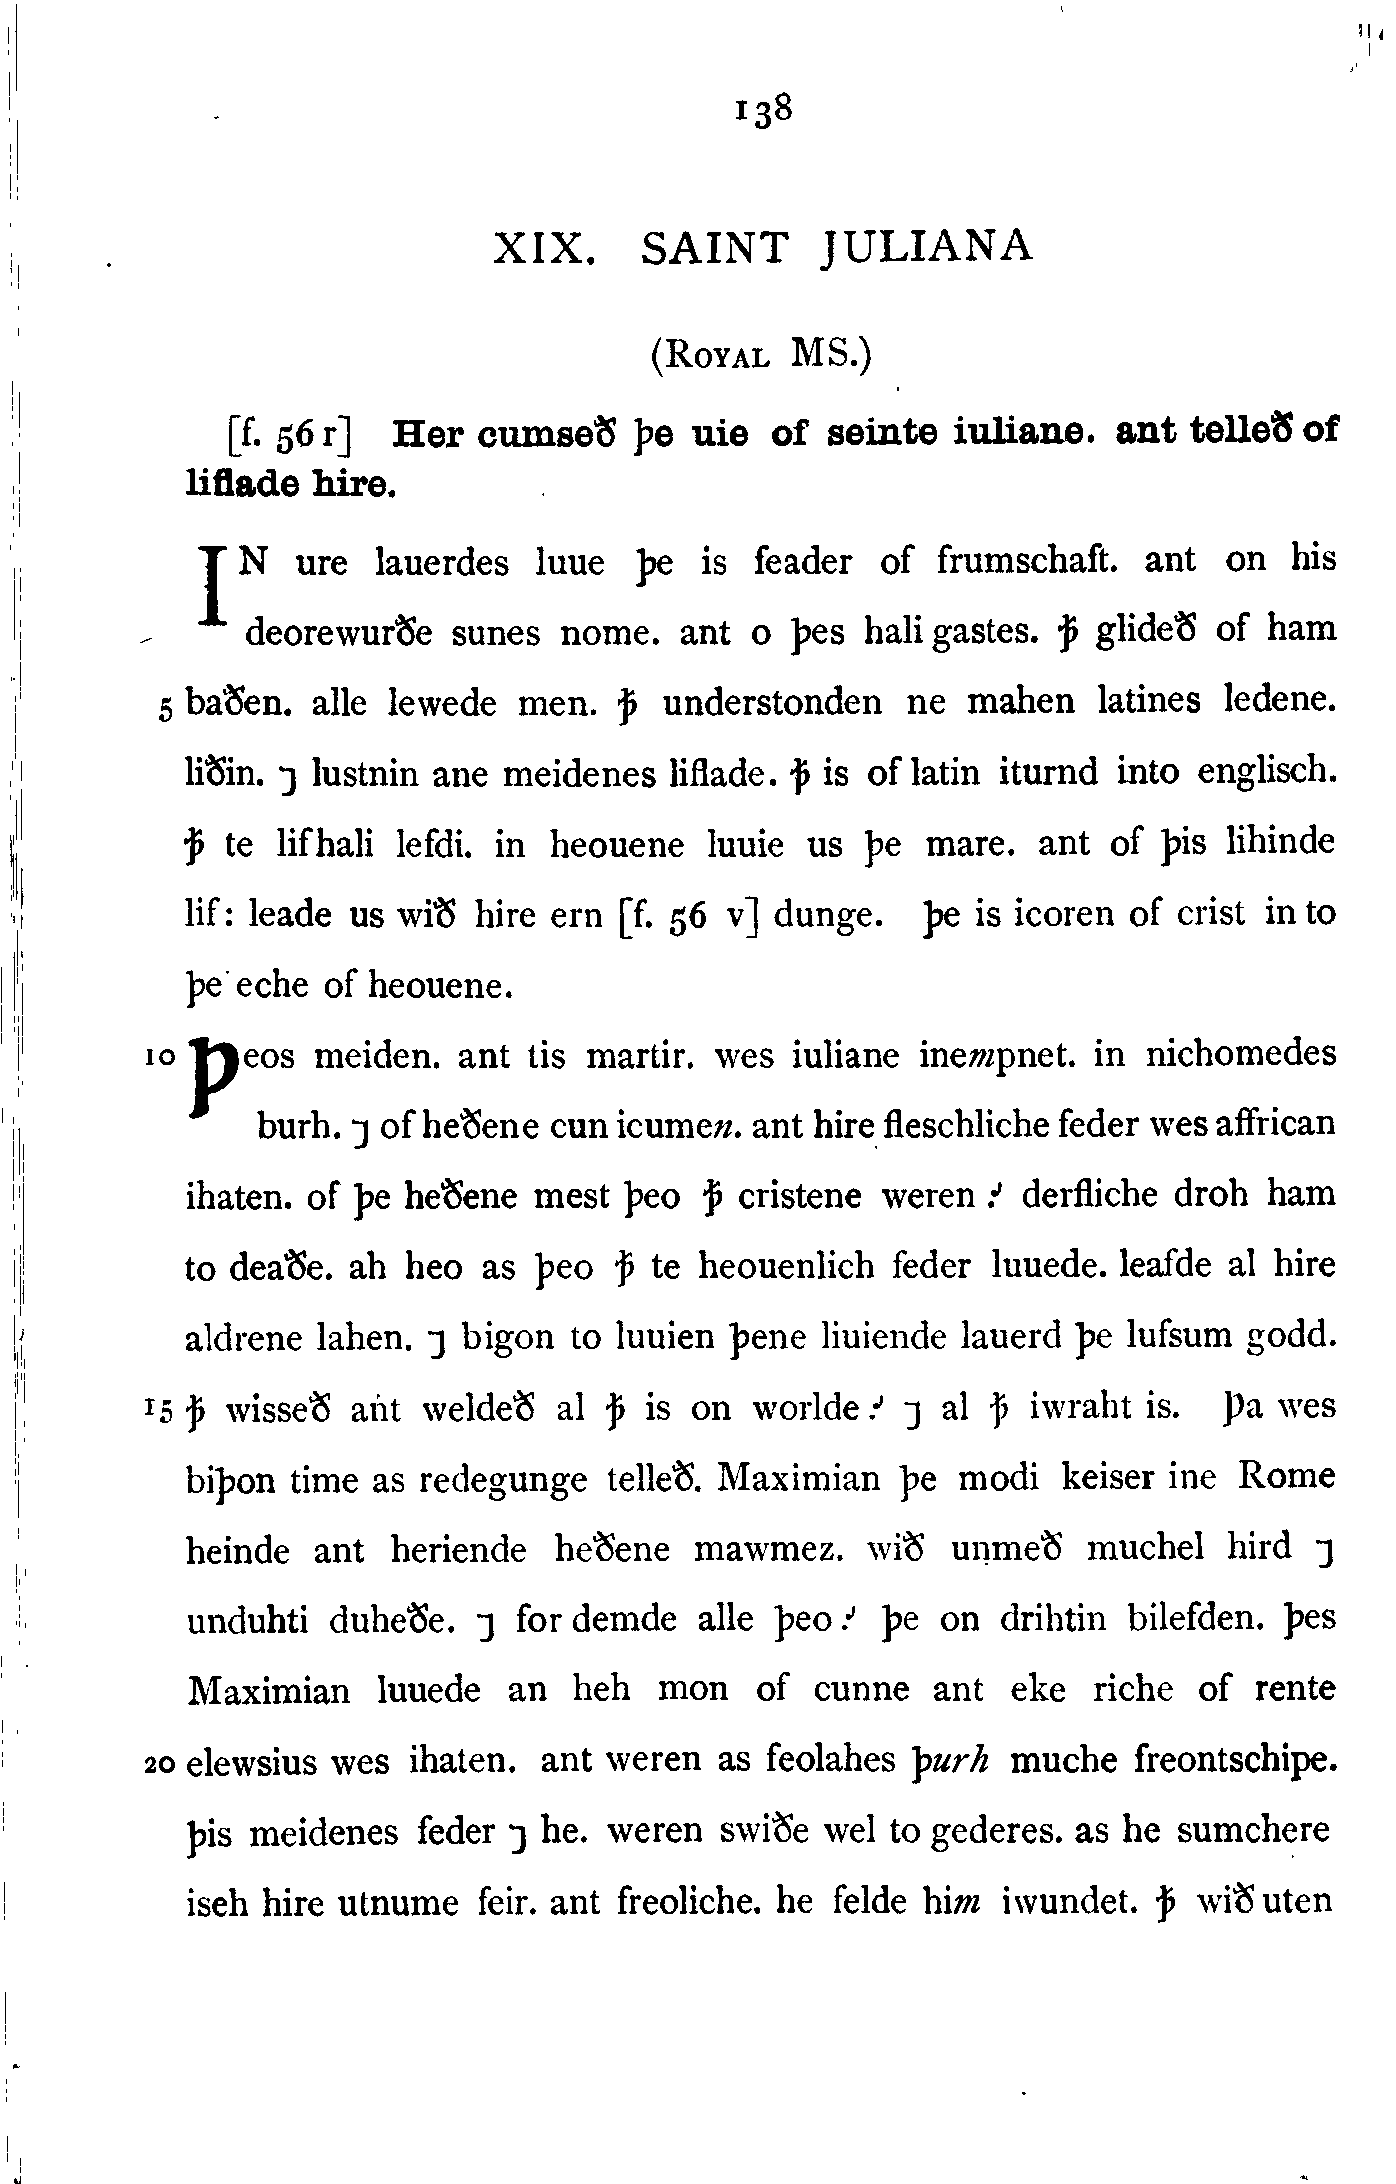 138
XIX. SAINT JULIANA
(ROYAL MS.)
[f. 56 r] Her cumseð þe uie of seinte iuliane. ant telleð of
liflade hire.
IN ure lauerdes luue þe is feader of frumschaft. ant on his
deorewurðe sunes nome. ant o þes hali gastes. ꝥ glideð of ham
5 baðen. alle lewede men. ꝥ understonden ne mahen latines ledene.
liðin. ⁊ lustnin ane meidenes liflade. ꝥ is of latin iturnd into englisch.
ꝥ te lifhali lefdi. in heouene luuie us þe mare. ant of þis lihinde
lif: leade us wið hire ern [f. 56 v] dunge. þe is icoren of crist in to
þe eche of heouene.
10 Þeos meiden. ant tis martir. wes iuliane inempnet. in nichomedes
burh. ⁊ of heðene cun icumen. ant hire fleschliche feder wes affrican
ihaten. of þe heðene mest þeo ꝥ cristene weren :' derfliche droh ham
to deaðe. ah heo as þeo ꝥ te heouenlich feder luuede. leafde al hire
aldrene lahen. ⁊ bigon to luuien þene liuiende lauerd þe lufsum godd.
15 ꝥ wisseð ant weldeð al ꝥ is on worlde :' ⁊ al ꝥ iwraht is. Þa wes
biþon time as redegunge telleð. Maximian þe modi keiser ine Rome
heinde ant heriende heðene mawmez. wið unmeð muchel hird ⁊
unduhti duheðe. ⁊ for demde alle þeo :' þe on drihtin bilefden. þes
Maximian luuede an heh mon of cunne ant eke riche of rente
20 elewsius wes ihaten. ant weren as feolahes þurh muche freontschipe.
þis meidenes feder ⁊ he. weren swiðe wel to gederes. as he sumchere
iseh hire utnume feir. ant freoliche. he felde him iwundet. ꝥ wið uten